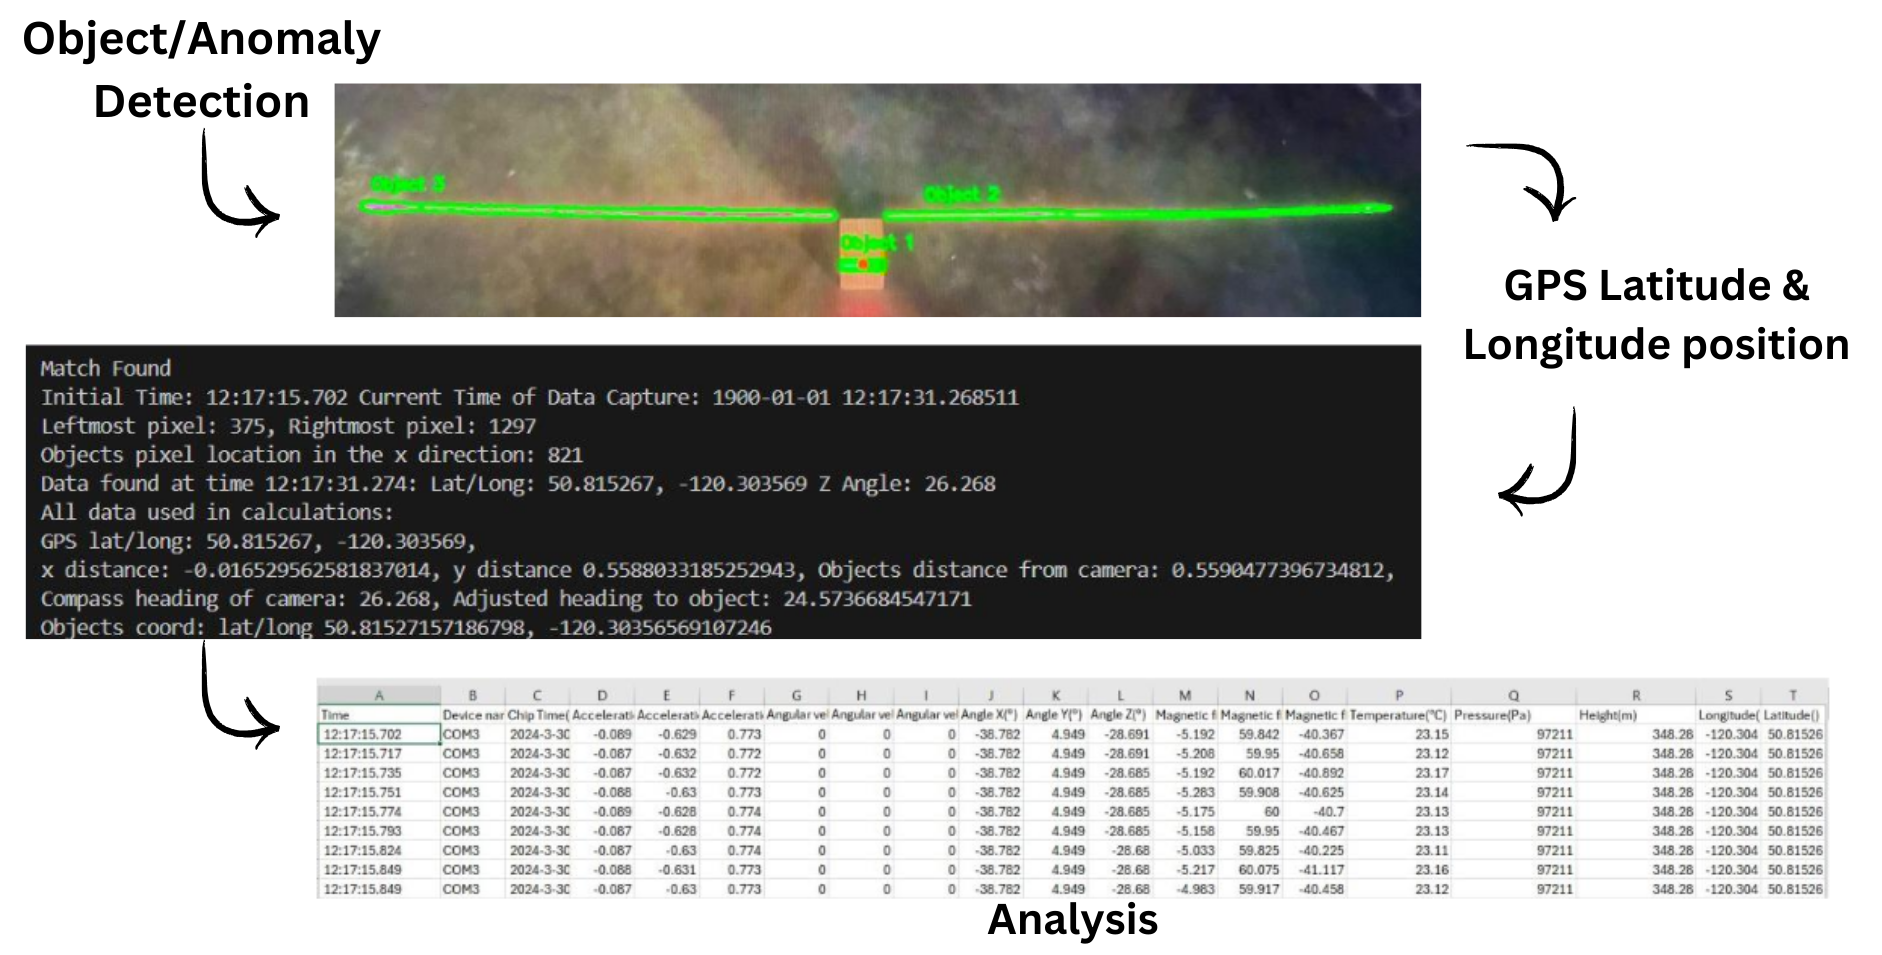 Object/Anomaly
Detection
Object 3
Object 2
Object 1
GPS Latitude &
Longitude position
Match Found
Initial Time: 12:17:15.702 Current Time of Data Capture: 1900-01-01 12:17:31.268511
Leftmost pixel: 375, Rightmost pixel: 1297
Objects pixel location in the x direction: 821
Data found at time 12:17:31.274: Lat/Long: 50.815267, -120.303569 Z Angle: 26.268
All data used in calculations:
GPS lat/long: 50.815267, -120.303569,
x distance: -0.016529562581837014, y distance 0.5588033185252943, Objects distance from camera: 0.5590477396734812,
Compass heading of camera: 26.268, Adjusted heading to object: 24.5736684547171
Objects coord: lat/long 50.81527157186798, -120.30356569107246
A B C D E F G H I J K L M N O P Q R S T
Time Device nar Chip Time( Accelerati Accelerati Accelerati Angular ve Angular ve Angular ve Angle X(°) Angle Y(°) Angle Z(°) Magnetic f Magnetic f Magnetic f Temperature(°C) Pressure(Pa) Height(m) Longitude( Latitude()
12:17:15.702 COM3 2024-3-30 -0.089 -0.629 0.773 0 0 0 -38.782 4.949 -28.691 -5.192 59.842 -40.367 23.15 97211 348.28 -120.304 50.81526
12:17:15.717 COM3 2024-3-30 -0.087 -0.632 0.772 0 0 0 -38.782 4.949 -28.691 -5.208 59.95 -40.658 23.12 97211 348.28 -120.304 50.81526
12:17:15.735 COM3 2024-3-30 -0.087 -0.632 0.772 0 0 0 -38.782 4.949 -28.685 -5.192 60.017 -40.892 23.17 97211 348.28 -120.304 50.81526
12:17:15.751 COM3 2024-3-30 -0.088 -0.63 0.773 0 0 0 -38.782 4.949 -28.685 -5.283 59.908 -40.625 23.14 97211 348.28 -120.304 50.81526
12:17:15.774 COM3 2024-3-30 -0.089 -0.628 0.774 0 0 0 -38.782 4.949 -28.685 -5.175 60 -40.7 23.13 97211 348.28 -120.304 50.81526
12:17:15.793 COM3 2024-3-30 -0.087 -0.628 0.774 0 0 0 -38.782 4.949 -28.685 -5.158 59.95 -40.467 23.13 97211 348.28 -120.304 50.81526
12:17:15.824 COM3 2024-3-30 -0.087 -0.63 0.774 0 0 0 -38.782 4.949 -28.68 -5.033 59.825 -40.225 23.11 97211 348.28 -120.304 50.81526
12:17:15.849 COM3 2024-3-30 -0.088 -0.631 0.773 0 0 0 -38.782 4.949 -28.68 -5.217 60.075 -41.117 23.16 97211 348.28 -120.304 50.81526
12:17:15.849 COM3 2024-3-30 -0.087 -0.63 0.773 0 0 0 -38.782 4.949 -28.68 -4.983 59.917 -40.458 23.12 97211 348.28 -120.304 50.81526
Analysis